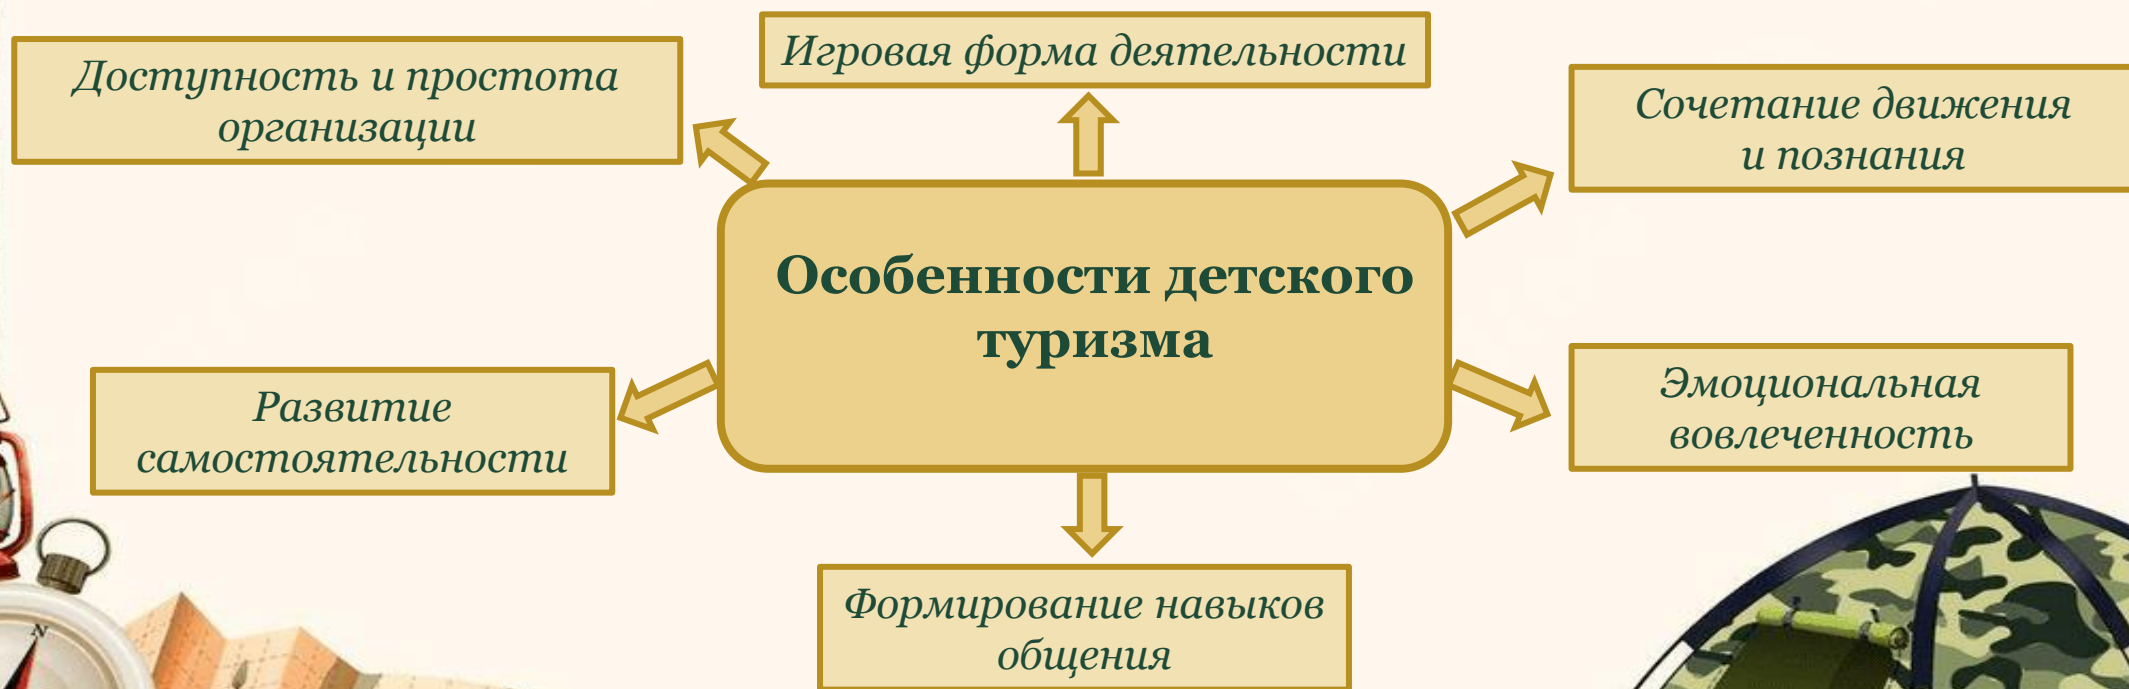 Игровая форма деятельности
Доступность и простота
организации
Сочетание движения
и познания
Особенности детского
туризма
Развитие
самостоятельности
Эмоциональная
вовлеченность
Формирование навыков
общения
N